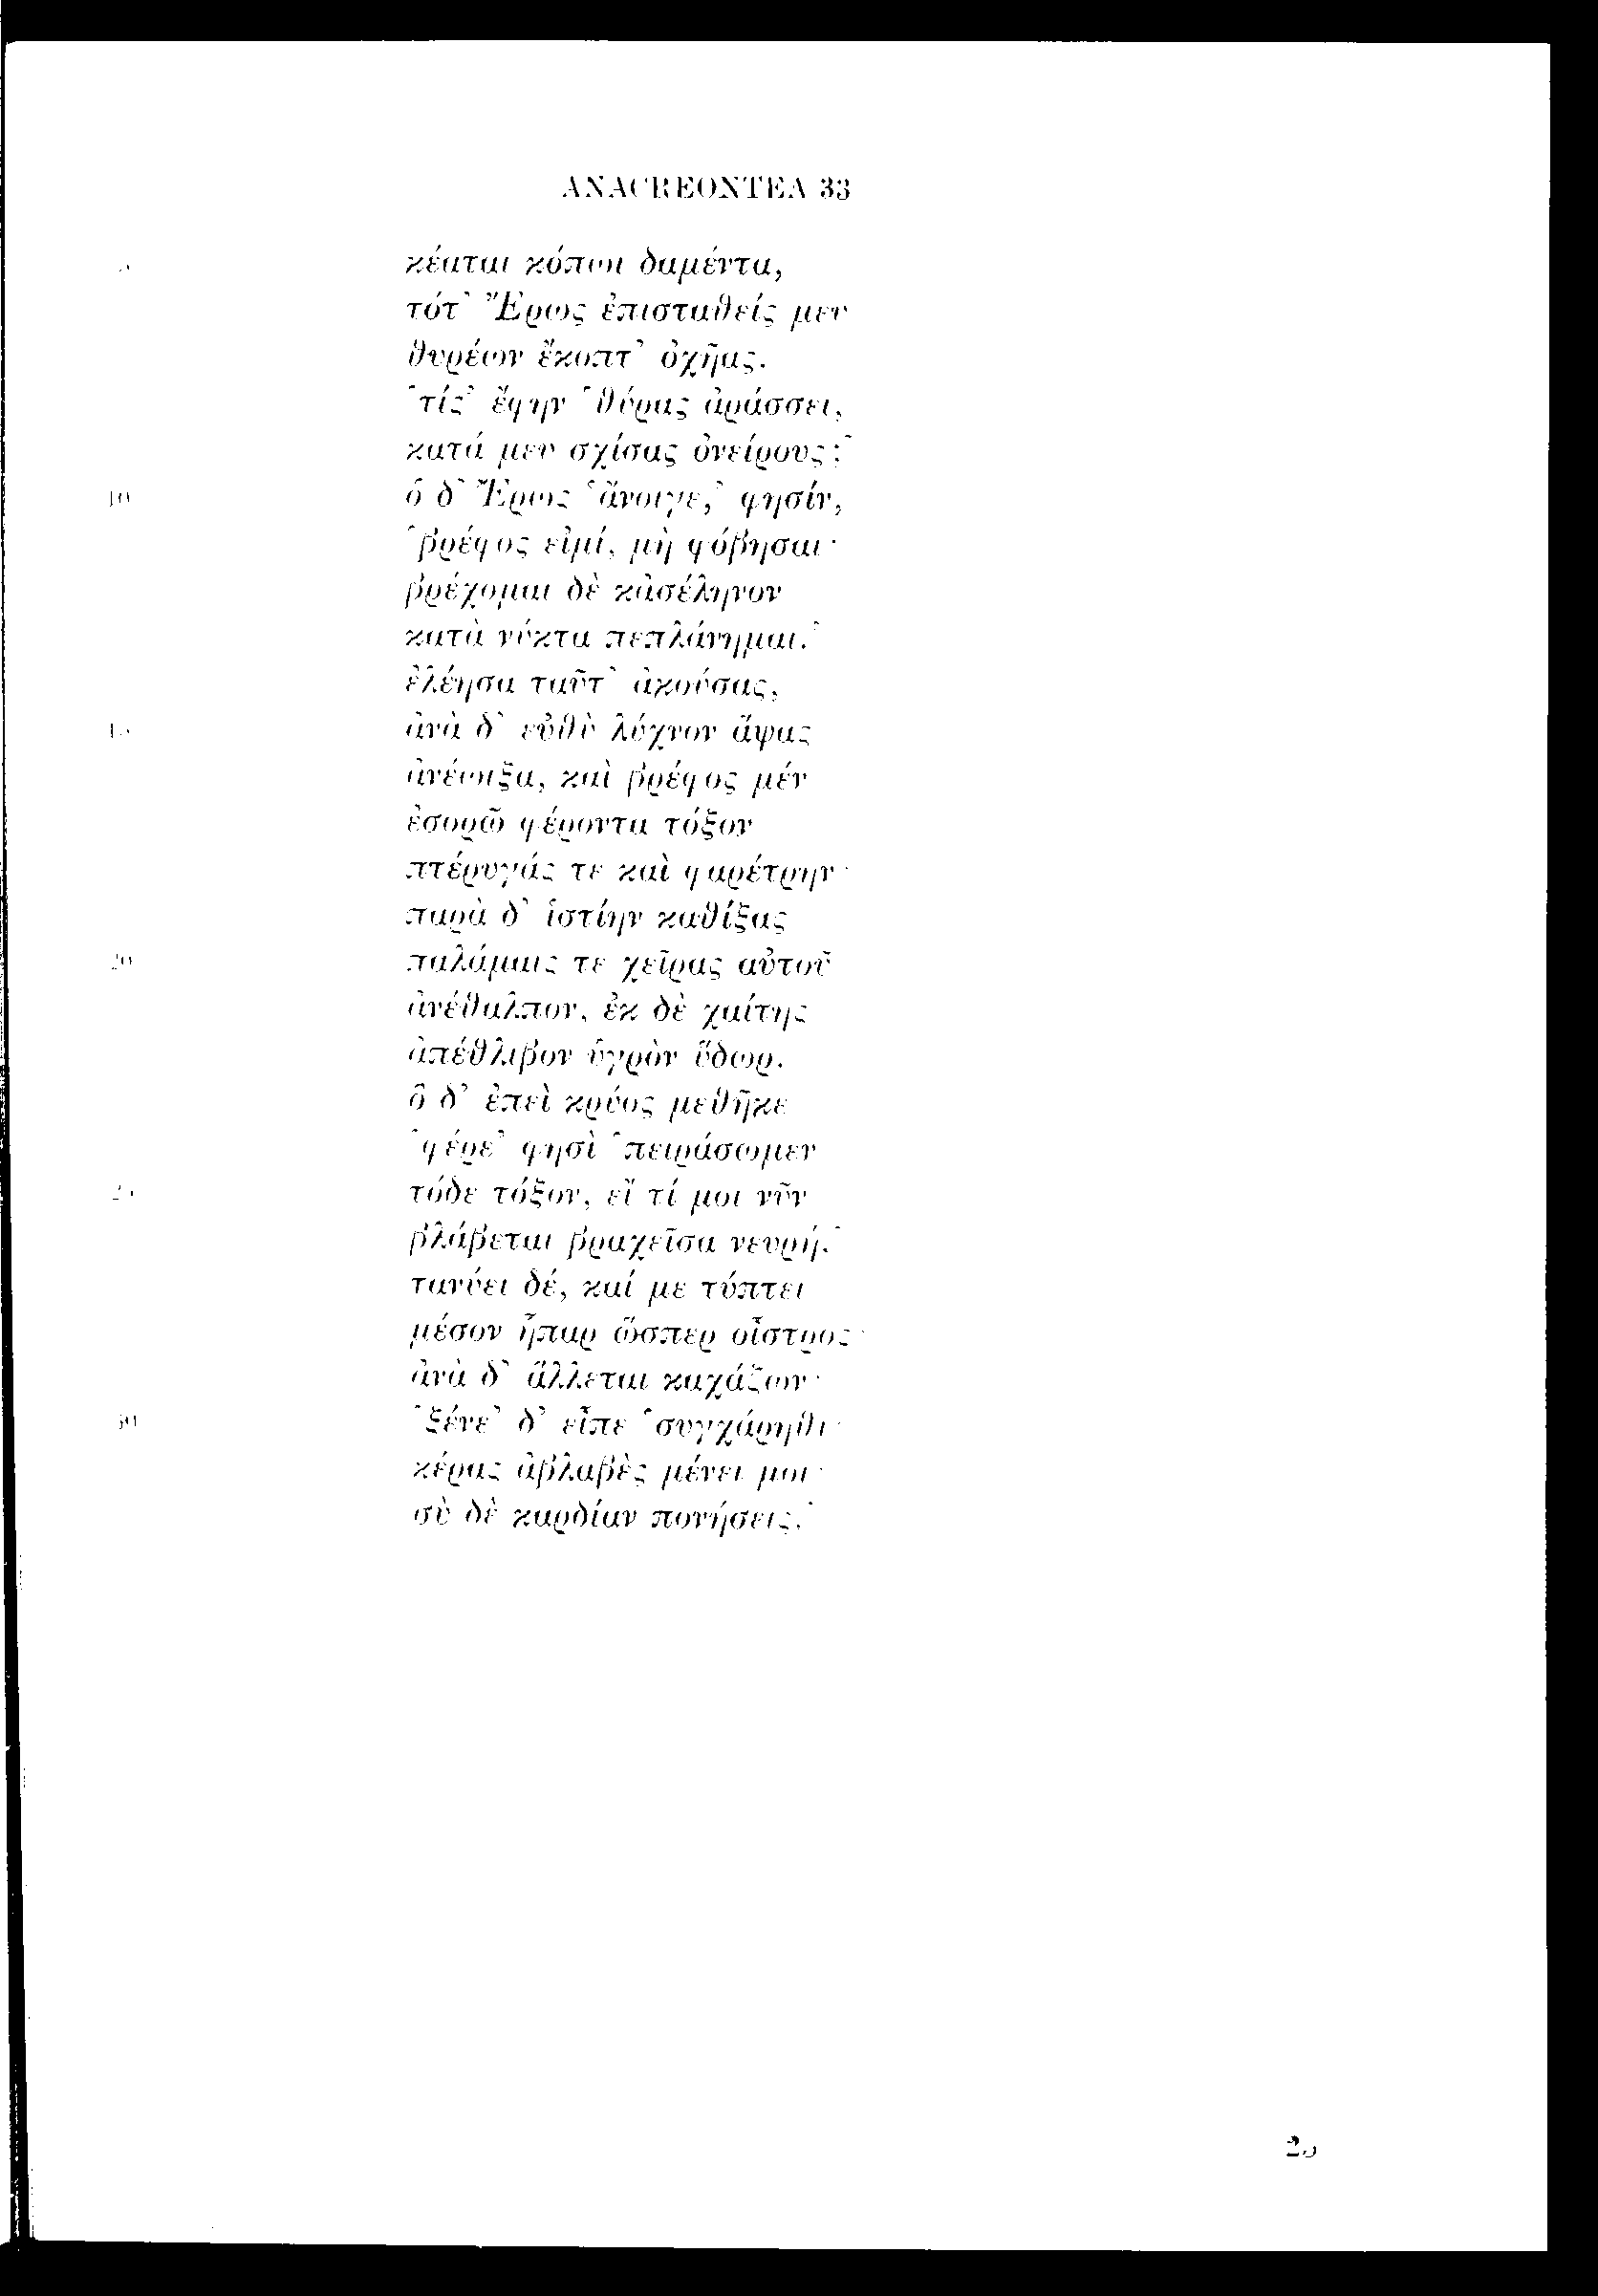 ANACREONTEA 33
5 κέαται κόπωι δαμέντα,
τότ᾽ Ἔρως ἐπισταθείς μευ
θυρέων ἔκοπτ᾽ ὀχῆας.
‘τίς’ ἔφην ‘θύρας ἀράσσει,
κατά μευ σχίσας ὀνείρους;’
10 ὁ δ᾽ Ἔρως ‘ἄνοιγε,’ φησίν,
‘βρέφος εἰμί, μὴ φόβησαι·
βρέχομαι δὲ κἀσέληνον
κατὰ νύκτα πεπλάνημαι.’
ἐλέησα ταῦτ᾽ ἀκούσας,
15 ἀνὰ δ᾽ εὐθὺ λύχνον ἅψας
ἀνέωιξα, καὶ βρέφος μέν
ἐσορῶ φέροντα τόξον
πτέρυγάς τε καὶ φαρέτρην·
παρὰ δ᾽ ἱστίην καθίξας
20 παλάμαις τε χεῖρας αὐτοῦ
ἀνέθαλπον, ἐκ δὲ χαίτης
ἀπέθλιβον ὑγρὸν ὕδωρ.
ὃ δ᾽ ἐπεὶ κρύος μεθῆκε
‘φέρε’ φησὶ ‘πειράσωμεν
25 τόδε τόξον, εἴ τί μοι νῦν
βλάβεται βραχεῖσα νευρή.’
τανύει δέ, καί με τύπτει
μέσον ἧπαρ ὥσπερ οἶστρος·
ἀνὰ δ᾽ ἅλλεται καχάζων·
30 ‘ξένε’ δ᾽ εἶπε ‘συγχάρηθι·
κέρας ἀβλαβὲς μένει μοι·
σὺ δὲ καρδίαν πονήσεις.’